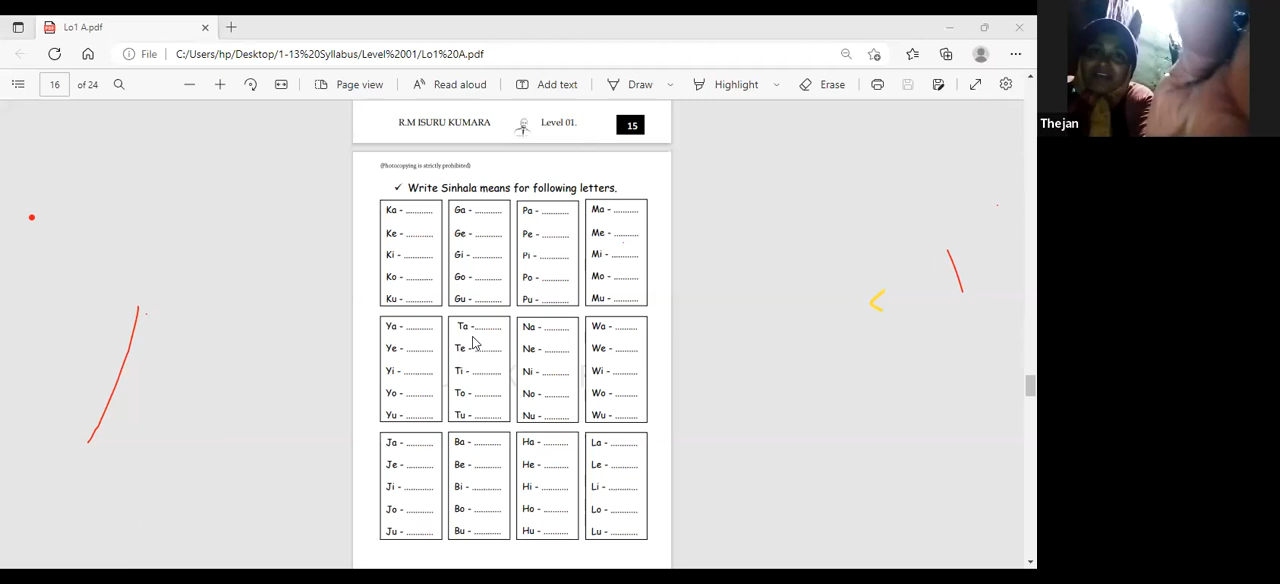 Lo1 A.pdf
File C:/Users/hp/Desktop/1-13%20Syllabus/Level%2001/Lo1%20A.pdf
16 of 24 Page view Read aloud Add text Draw Highlight Erase
Thejan
R.M ISURU KUMARA Level 01. 15
(Photocopying is strictly prohibited)
✓ Write Sinhala means for following letters.
Ka - ............ Ga - ............ Pa - ............ Ma - ...........
Ke - ............ Ge - ............ Pe - ............ Me - ...........
Ki - ............ Gi - ............ Pi - ............ Mi - ...........
Ko - ............ Go - ............ Po - ............ Mo - ...........
Ku - ............ Gu - ............ Pu - ............ Mu - ...........
Ya - ............ Ta -............ Na - ............ Wa - ............
Ye - ............ Te - ............ Ne - ............ We - ............
Yi - ............ Ti - ............ Ni - ............ Wi - ............
Yo - ............ To - ............ No - ............ Wo - ............
Yu - ............ Tu - ............ Nu - ............ Wu - ............
Ja - ............ Ba - ............ Ha - ............ La - ............
Je - ............ Be - ............ He - ............ Le - ............
Ji - ............ Bi - ............ Hi - ............ Li - ............
Jo - ............ Bo - ............ Ho - ............ Lo - ............
Ju - ............ Bu - ............ Hu - ............ Lu - ............